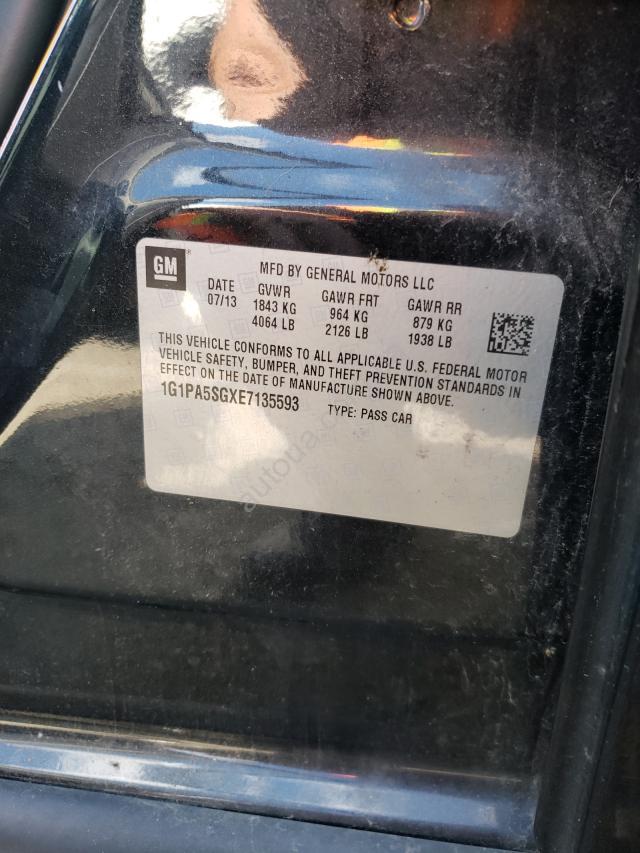 GM
MFD BY GENERAL MOTORS LLC
DATE GVWR GAWR FRT GAWR RR
07/13 1843 KG 964 KG 879 KG
4064 LB 2126 LB 1938 LB
THIS VEHICLE CONFORMS TO ALL APPLICABLE U.S. FEDERAL MOTOR
VEHICLE SAFETY, BUMPER, AND THEFT PREVENTION STANDARDS IN
EFFECT ON THE DATE OF MANUFACTURE SHOWN ABOVE.
1G1PA5SGXE7135593 TYPE: PASS CAR